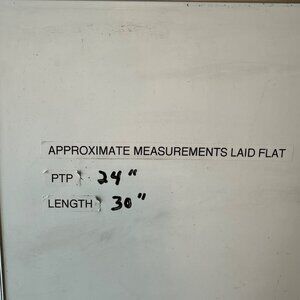 APPROXIMATE MEASUREMENTS LAID FLAT
PTP 24"
LENGTH 30"